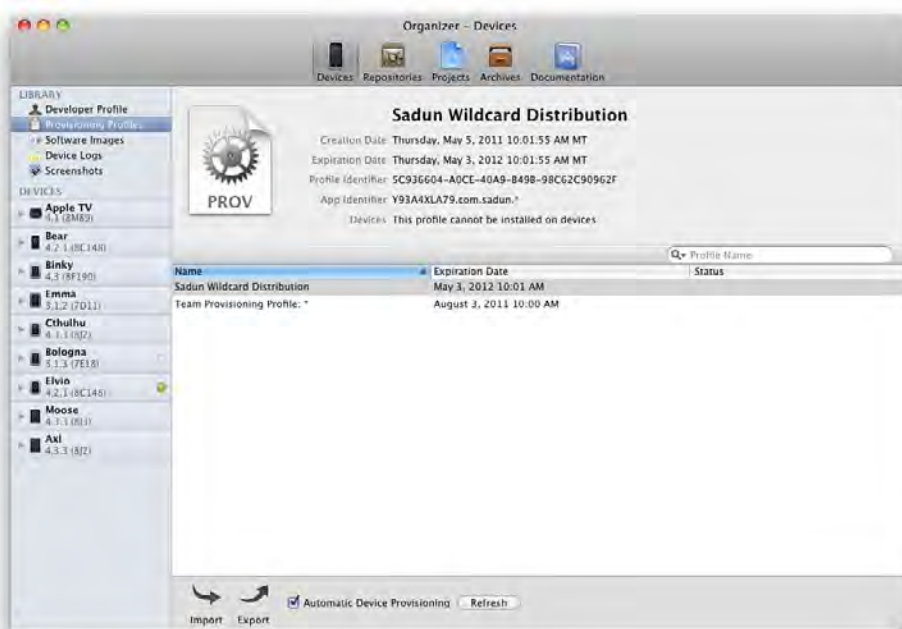 Organizer – Devices
Devices Repositories Projects Archives Documentation
LIBRARY
Developer Profile
Provisioning Profiles
Software Images
Device Logs
Screenshots
DEVICES
Apple TV
4.1 (8M89)
Bear
4.2.1 (8C148)
Binky
4.3 (8F190)
Emma
3.1.2 (7D11)
Cthulhu
4.3.3 (8J2)
Bologna
3.1.3 (7E18)
Elvio
4.2.1 (8C148)
Moose
Axl
4.3.3 (8J2)
PROV
Sadun Wildcard Distribution
Creation Date Thursday, May 5, 2011 10:01:55 AM MT
Expiration Date Thursday, May 3, 2012 10:01:55 AM MT
Profile Identifier 5C936604-A0CE-40A9-B49B-98C62C90962F
App Identifier Y93A4XLA79.com.sadun.*
Devices This profile cannot be installed on devices
Profile Name
Name Expiration Date Status
Sadun Wildcard Distribution May 3, 2012 10:01 AM
Team Provisioning Profile: * August 3, 2011 10:00 AM
Import Export Automatic Device Provisioning Refresh